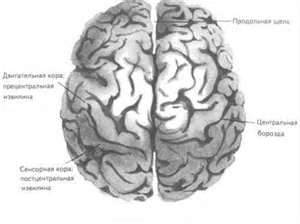 Продольная щель
Двигательная кора;
прецентральная
извилина
Центральная
борозда
Сенсорная кора;
постцентральная
извилина